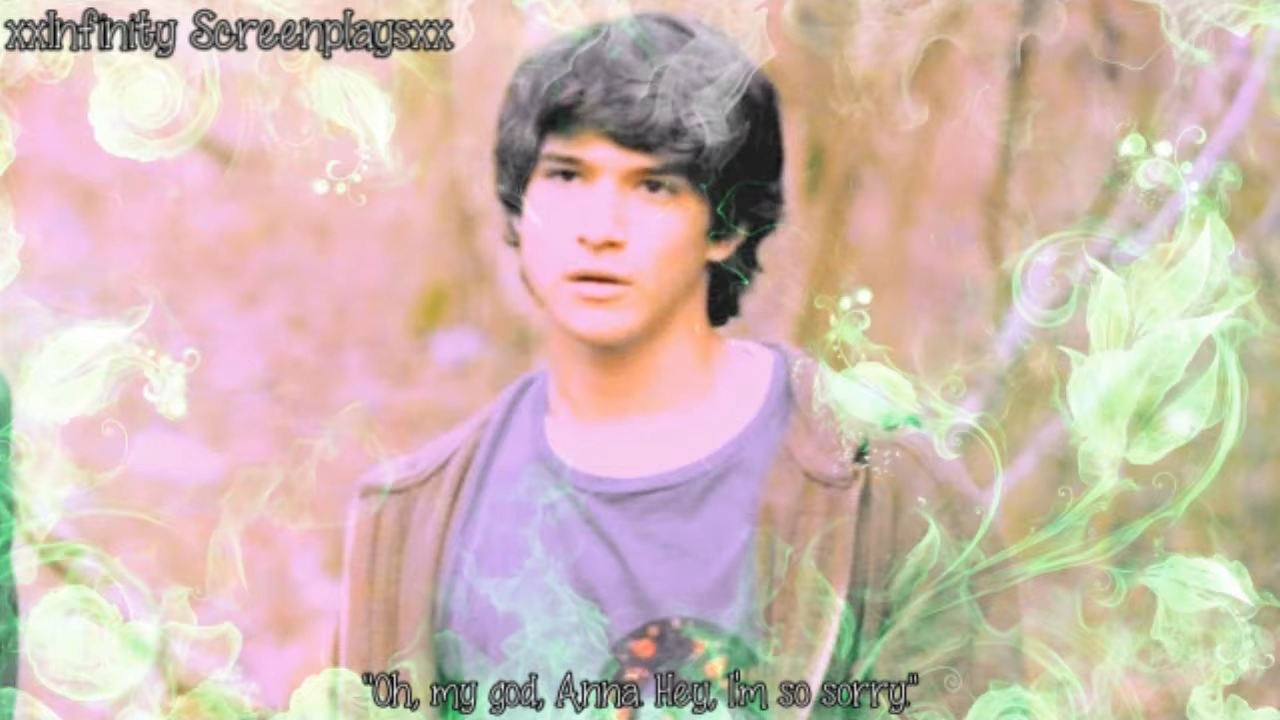 xxInfinity Screenplaysxx
"Oh, my god, Anna. Hey, I'm so sorry."